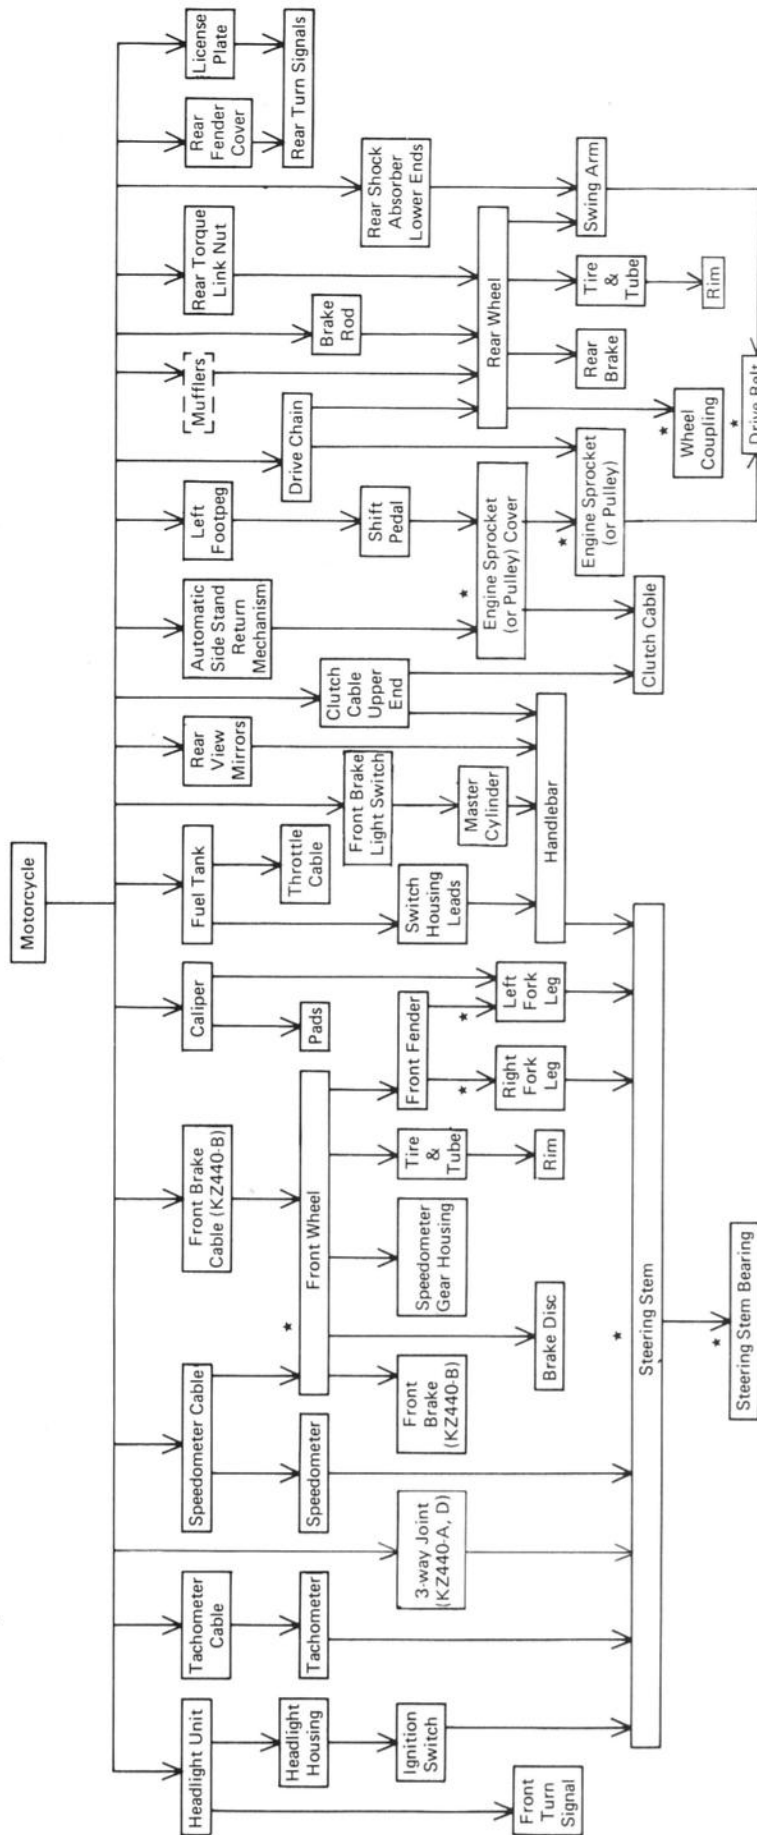 Motorcycle
Headlight Unit
Tachometer
Cable
Speedometer Cable
Front Brake
Cable (KZ440-B)
Caliper
Fuel Tank
Rear
View
Mirrors
Automatic
Side Stand
Return
Mechanism
Left
Footpeg
Mufflers
Rear Torque
Link Nut
Rear
Fender
Cover
License
Plate
Headlight
Housing
Tachometer
Speedometer
★
Front Wheel
Pads
Throttle
Cable
Front Brake
Light Switch
Clutch
Cable
Upper
End
Shift
Pedal
Drive Chain
Brake
Rod
Rear Shock
Absorber
Lower Ends
Rear Turn Signals
Ignition
Switch
3-way Joint
(KZ440-A, D)
Front
Brake
(KZ440-B)
Speedometer
Gear Housing
Tire
&
Tube
Front Fender
Switch
Housing
Leads
Master
Cylinder
★
Engine Sprocket
(or Pulley) Cover
Rear Wheel
Front
Turn
Signal
Brake Disc
Rim
★
Right
Fork
Leg
★
Left
Fork
Leg
Handlebar
★
Engine Sprocket
(or Pulley)
Rear
Brake
Tire
&
Tube
Swing Arm
★
Steering Stem
Clutch Cable
★
Wheel
Coupling
Rim
★
Steering Stem Bearing
★
Drive Belt